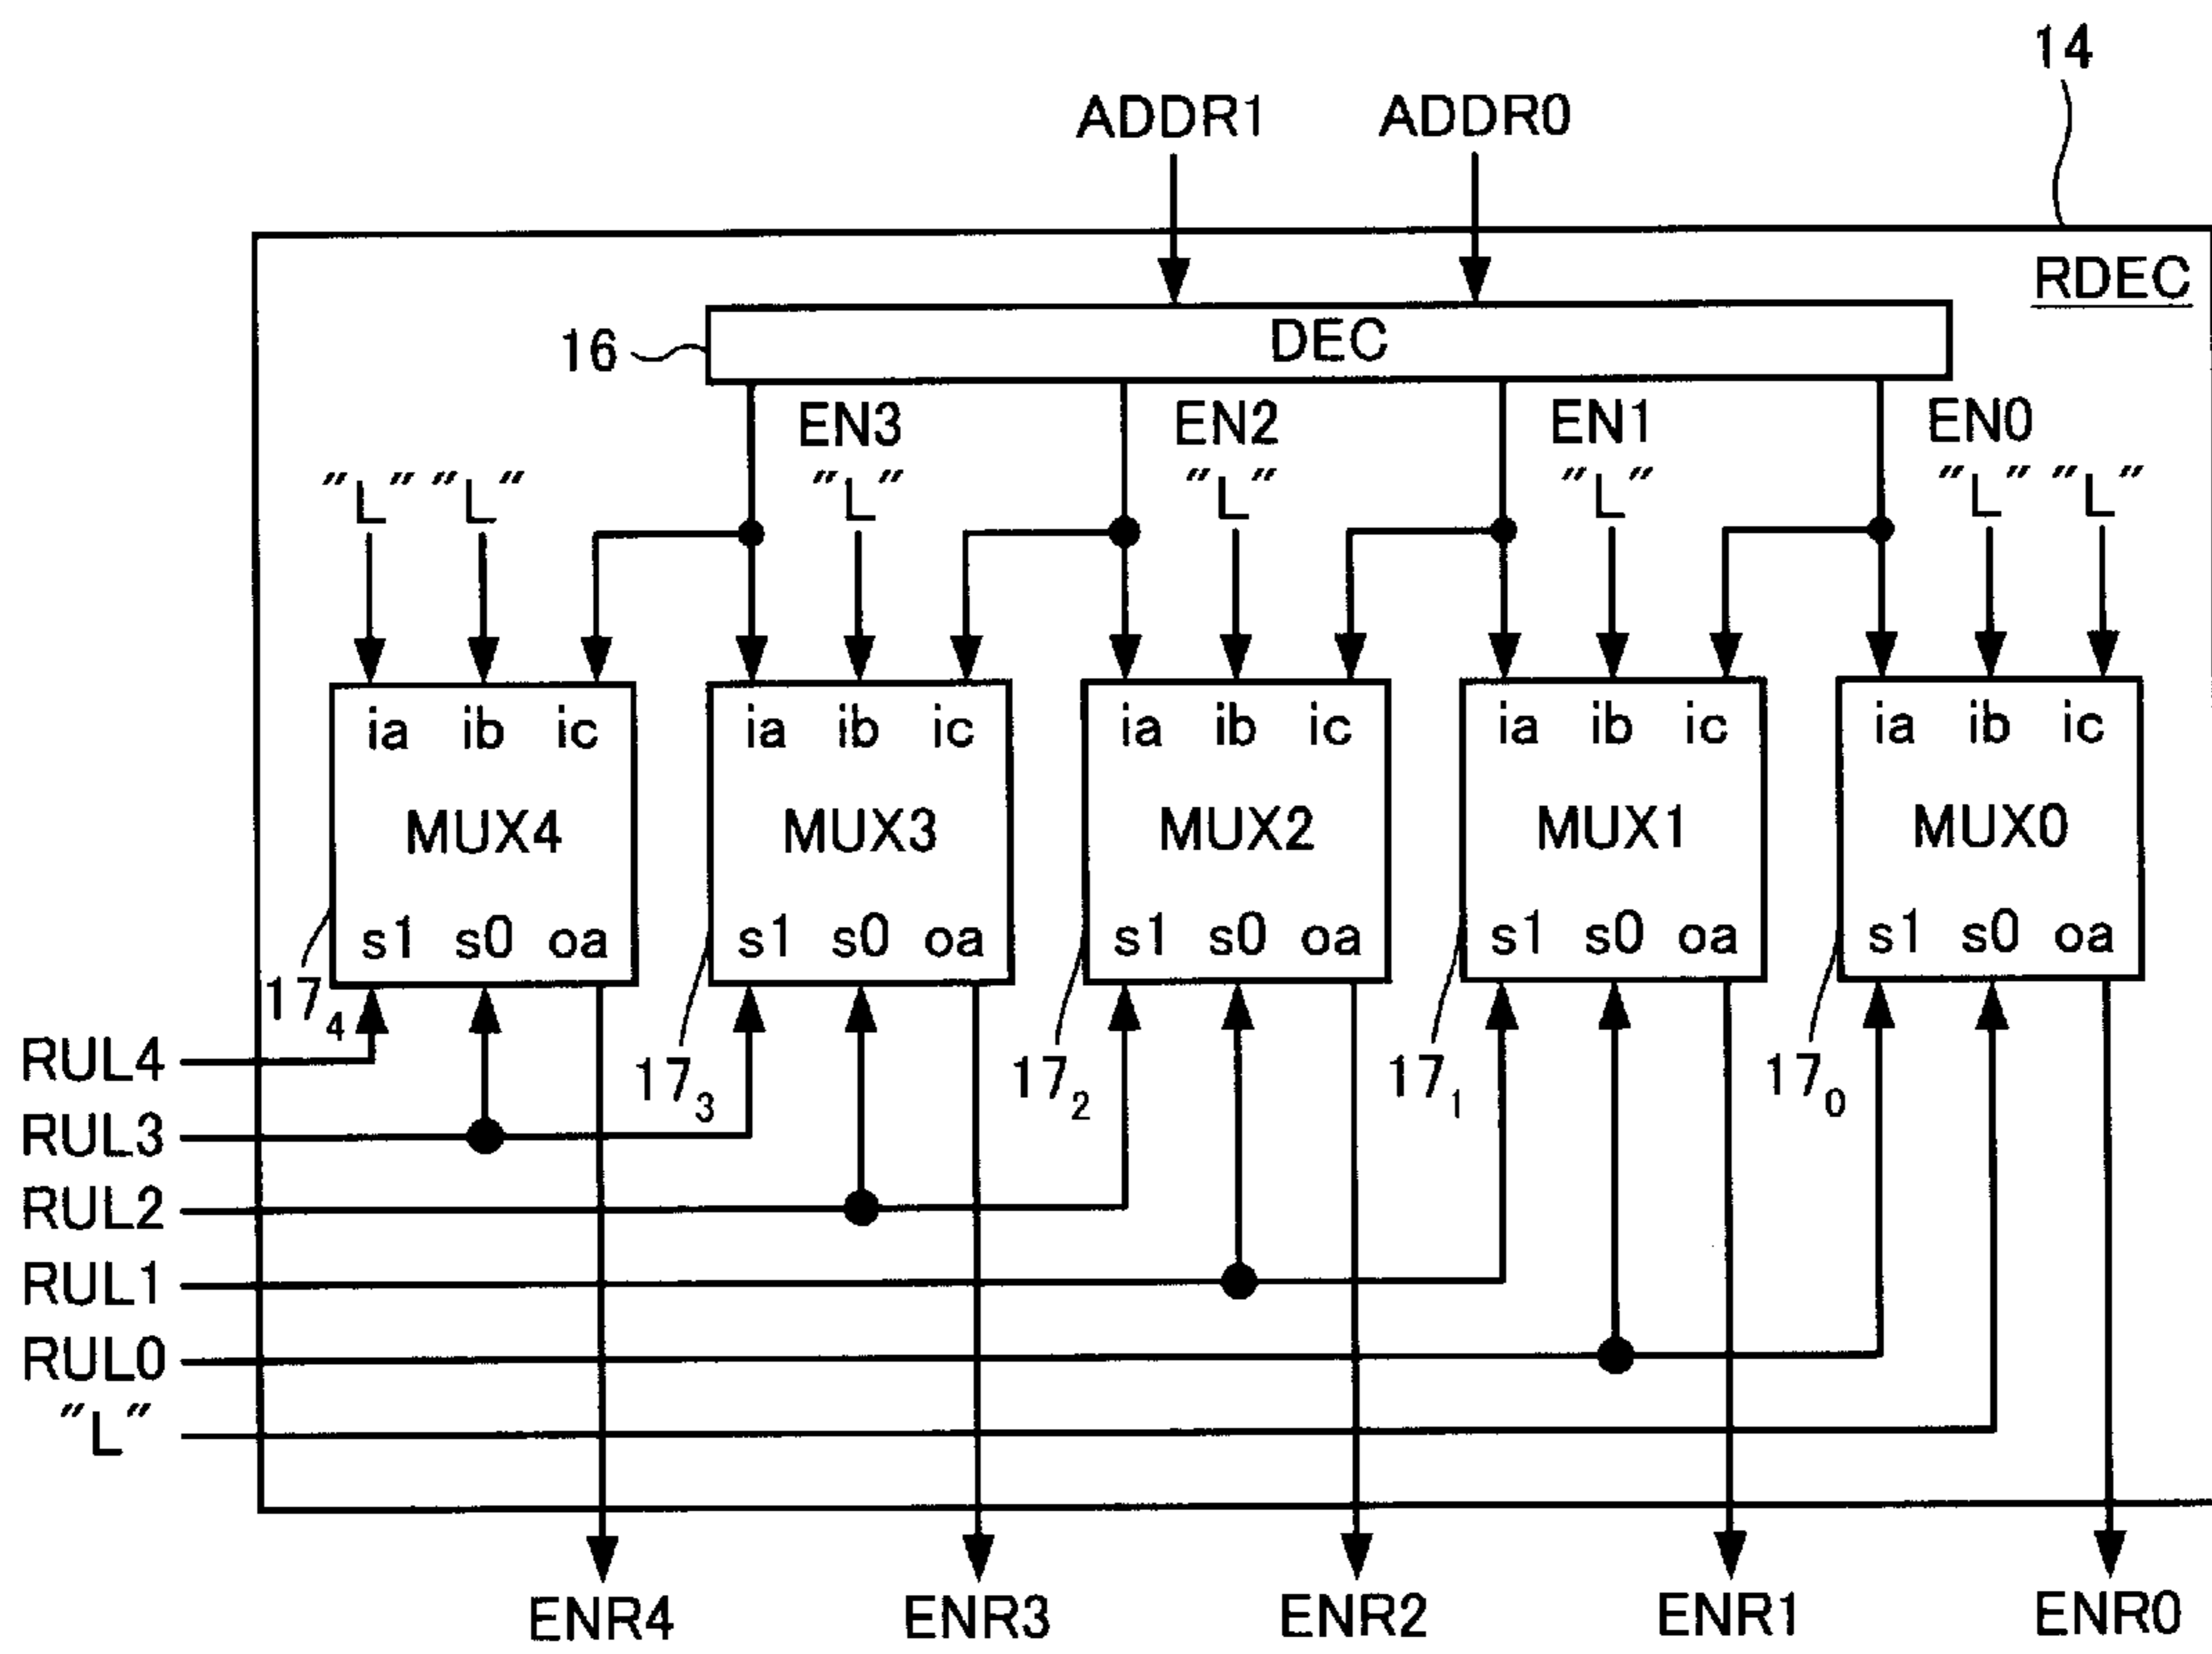 14
ADDR1 ADDR0
RDEC
16 DEC
EN3 EN2 EN1 EN0
"L" "L" "L" "L" "L" "L" "L"
ia ib ic ia ib ic ia ib ic ia ib ic ia ib ic
MUX4 MUX3 MUX2 MUX1 MUX0
s1 s0 oa s1 s0 oa s1 s0 oa s1 s0 oa s1 s0 oa
17₄ 17₃ 17₂ 17₁ 17₀
RUL4
RUL3
RUL2
RUL1
RUL0
"L"
ENR4 ENR3 ENR2 ENR1 ENR0